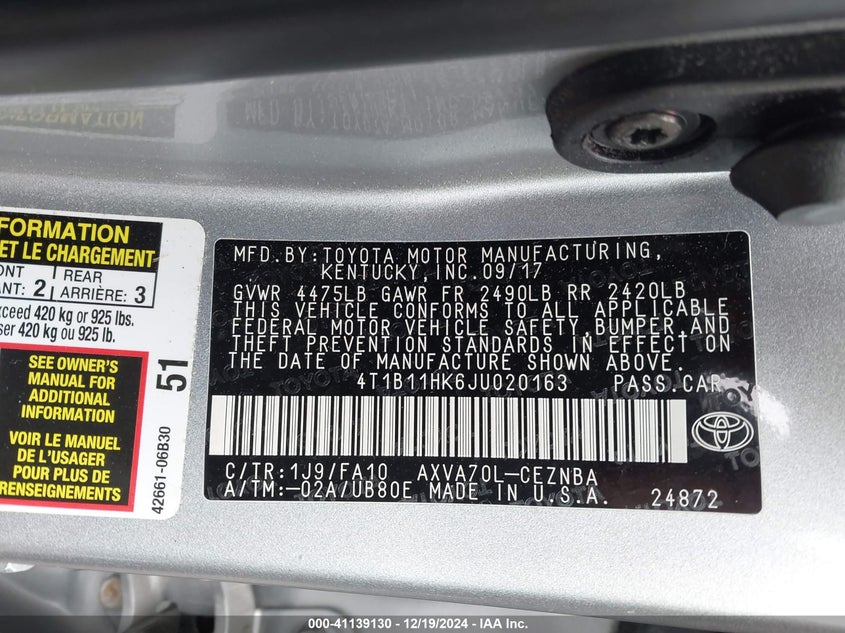 FORMATION
ET LE CHARGEMENT
REAR
2 ARRIÈRE: 3
420 kg or 925 lbs.
420 kg ou 925 lb.
SEE OWNER'S
MANUAL FOR
ADDITIONAL
INFORMATION
VOIR LE MANUEL
DE L'USAGER
POUR PLUS DE
RENSEIGNEMENTS
51
42661-06B30
MFD.BY:TOYOTA MOTOR MANUFACTURING,
KENTUCKY,INC.09/17
GVWR 4475LB GAWR FR 2490LB RR 2420LB
THIS VEHICLE CONFORMS TO ALL APPLICABLE
FEDERAL MOTOR VEHICLE SAFETY,BUMPER,AND
THEFT PREVENTION STANDARDS IN EFFECT ON
THE DATE OF MANUFACTURE SHOWN ABOVE.
4T1B11HK6JU020163 PASS.CAR
C/TR:1J9/FA10 AXVA70L-CEZNBA
A/TM:-02A/UB80E MADE IN U.S.A. 24872
000-41139130 - 12/19/2024 - IAA Inc.